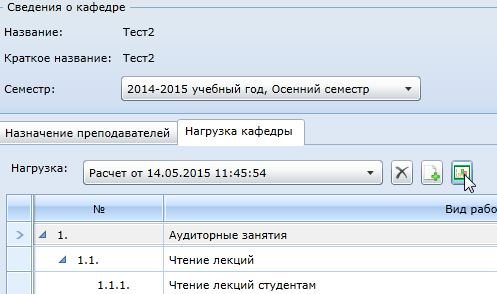 Сведения о кафедре
Название: Тест2
Краткое название: Тест2
Семестр: 2014-2015 учебный год, Осенний семестр
Назначение преподавателей Нагрузка кафедры
Нагрузка: Расчет от 14.05.2015 11:45:54
№ Вид рабо
1. Аудиторные занятия
1.1. Чтение лекций
1.1.1. Чтение лекций студентам